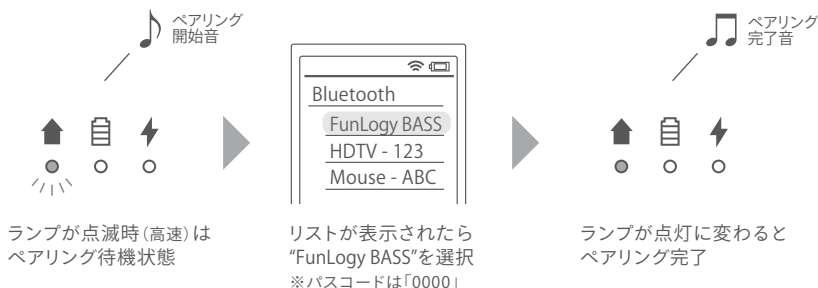 ペアリング
開始音
ペアリング
完了音
Bluetooth
FunLogy BASS
HDTV - 123
Mouse - ABC
ランプが点滅時(高速)は
ペアリング待機状態
リストが表示されたら
“FunLogy BASS”を選択
※パスコードは「0000」
ランプが点灯に変わると
ペアリング完了